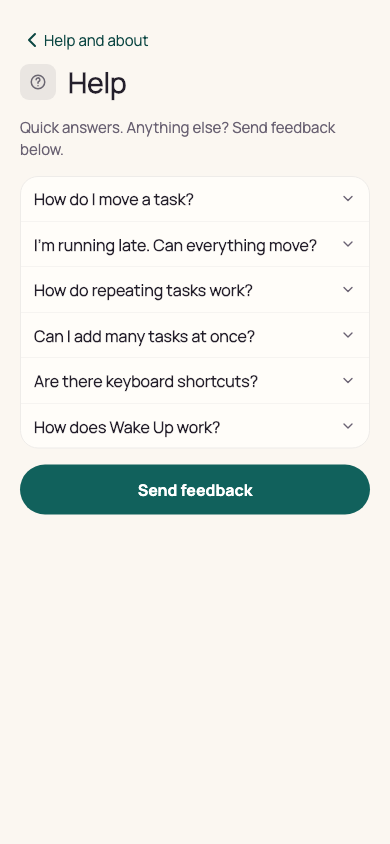 Help and about
Help
Quick answers. Anything else? Send feedback
below.
How do I move a task?
I'm running late. Can everything move?
How do repeating tasks work?
Can I add many tasks at once?
Are there keyboard shortcuts?
How does Wake Up work?
Send feedback